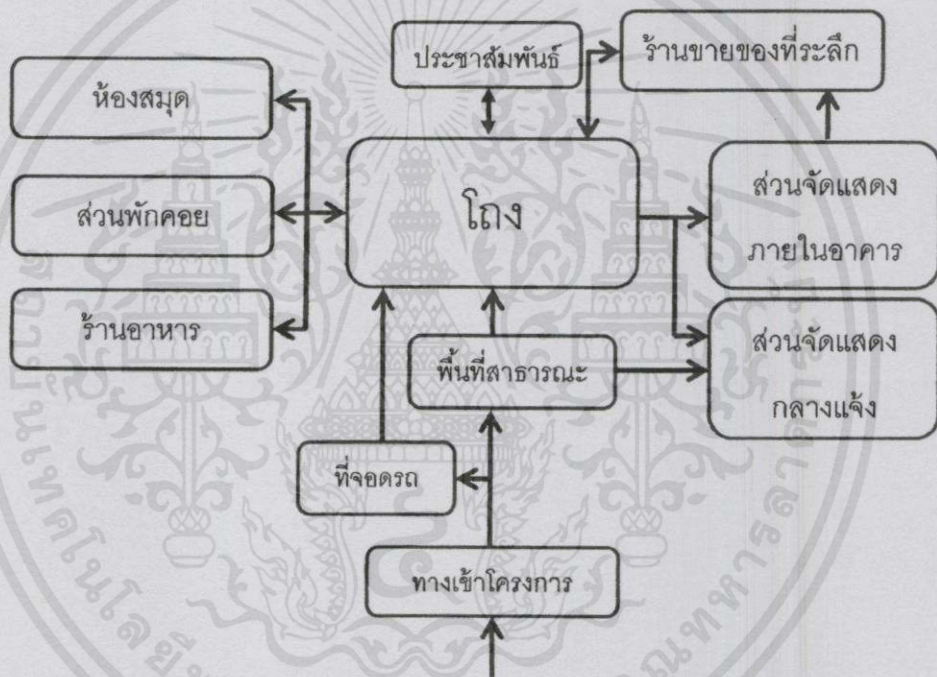 ประชาสัมพันธ์
ร้านขายของที่ระลึก
ห้องสมุด
โถง
ส่วนจัดแสดง
ภายในอาคาร
ส่วนพักคอย
ร้านอาหาร
พื้นที่สาธารณะ
ส่วนจัดแสดง
กลางแจ้ง
ที่จอดรถ
ทางเข้าโครงการ